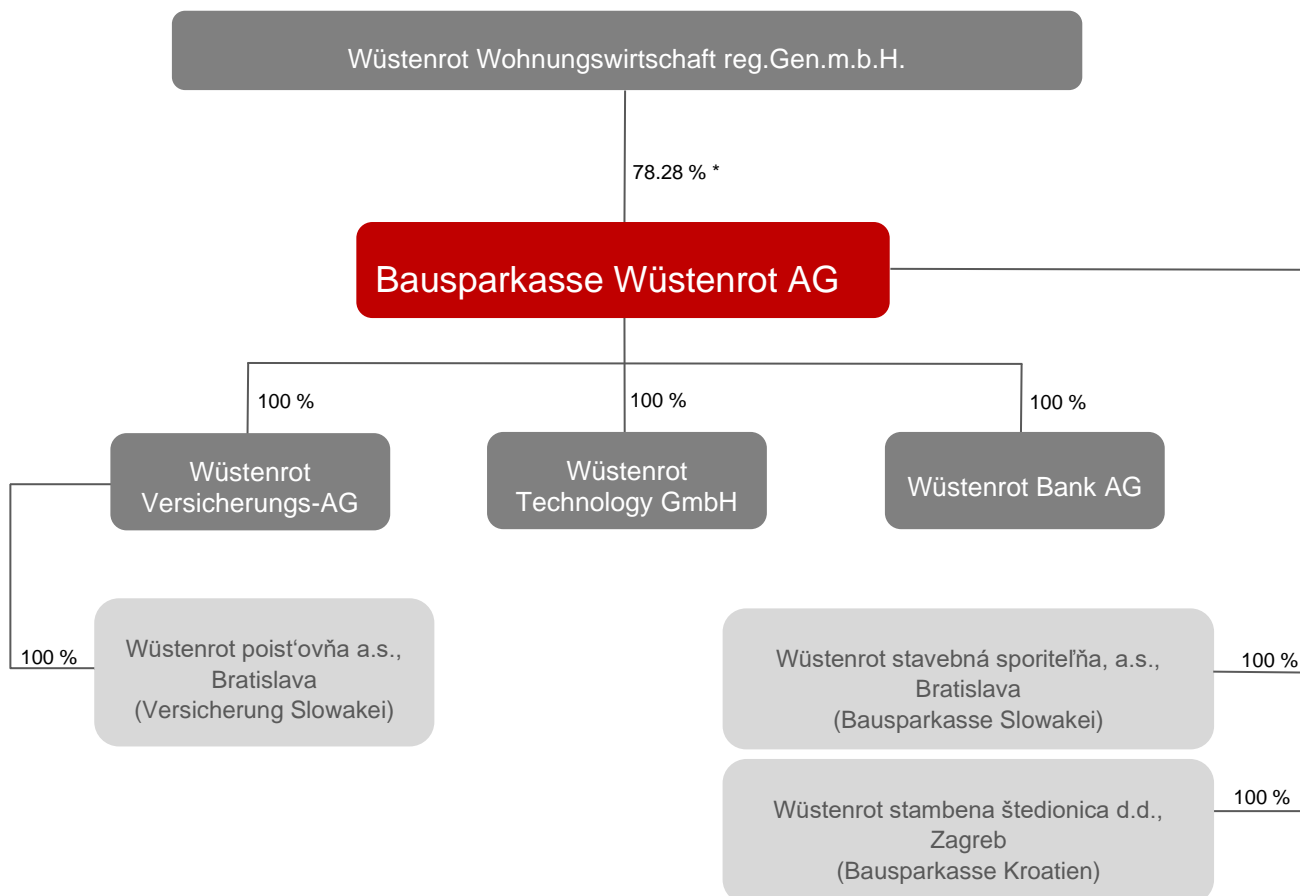 Wüstenrot Wohnungswirtschaft reg.Gen.m.b.H.
78.28 % *
Bausparkasse Wüstenrot AG
100 %
100 %
100 %
Wüstenrot
Versicherungs-AG
Wüstenrot
Technology GmbH
Wüstenrot Bank AG
100 %
Wüstenrot poist‘ovňa a.s.,
Bratislava
(Versicherung Slowakei)
Wüstenrot stavebná sporiteľňa, a.s.,
Bratislava
(Bausparkasse Slowakei)
100 %
Wüstenrot stambena štedionica d.d.,
Zagreb
(Bausparkasse Kroatien)
100 %